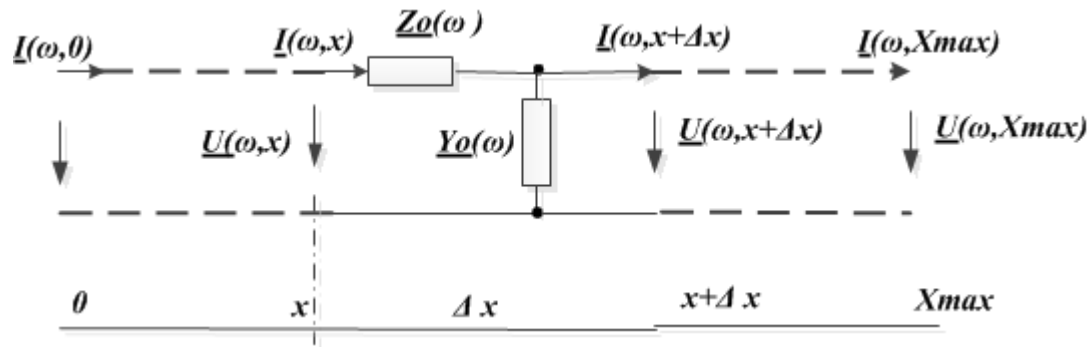 I(ω,0) I(ω,x) Zo(ω ) I(ω,x+Δx) I(ω,Xmax)
U(ω,x) Yo(ω) U(ω,x+Δx) U(ω,Xmax)
0 x Δ x x+Δ x Xmax